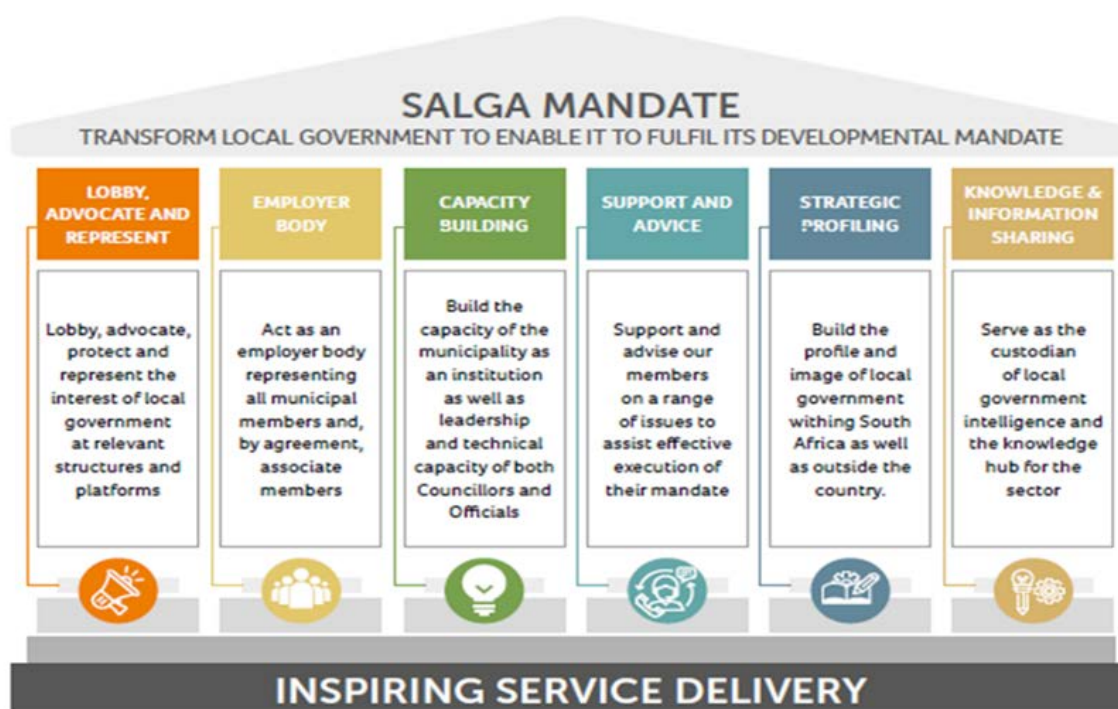 SALGA MANDATE
TRANSFORM LOCAL GOVERNMENT TO ENABLE IT TO FULFIL ITS DEVELOPMENTAL MANDATE
LOBBY,
ADVOCATE AND
REPRESENT
Lobby, advocate,
protect and
represent the
interest of local
government
at relevant
structures and
platforms
EMPLOYER
BODY
Act as an
employer body
representing
all municipal
members and,
by agreement,
associate
members
CAPACITY
BUILDING
Build the
capacity of the
municipality as
an institution
as well as
leadership
and technical
capacity of both
Councillors and
Officials
SUPPORT AND
ADVICE
Support and
advise our
members
on a range
of issues to
assist effective
execution of
their mandate
STRATEGIC
PROFILING
Build the
profile and
image of local
government
withing South
Africa as well
as outside the
country.
KNOWLEDGE &
INFORMATION
SHARING
Serve as the
custodian
of local
government
intelligence and
the knowledge
hub for the
sector
INSPIRING SERVICE DELIVERY